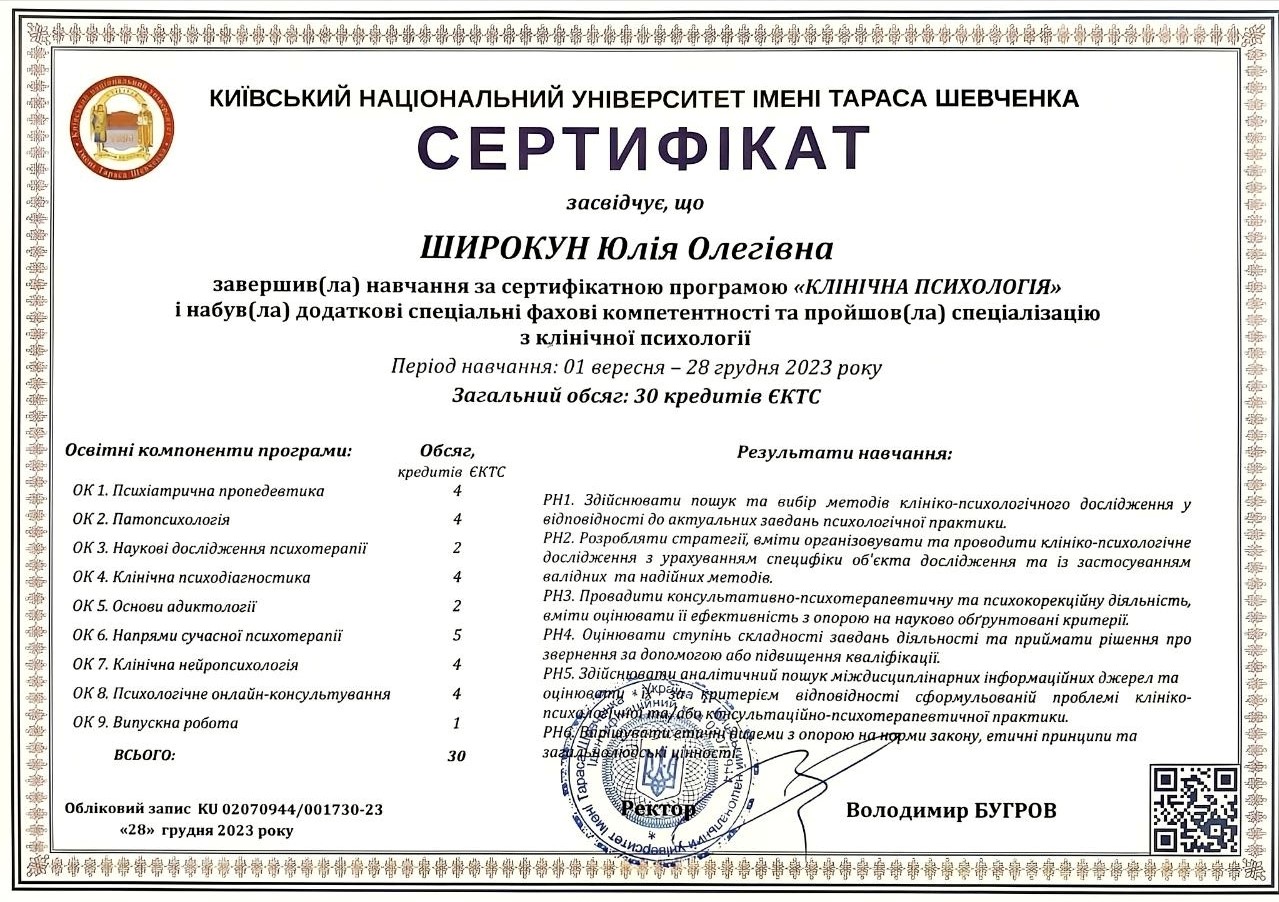 КИЇВСЬКИЙ НАЦІОНАЛЬНИЙ УНІВЕРСИТЕТ ІМЕНІ ТАРАСА ШЕВЧЕНКА
СЕРТИФІКАТ
засвідчує, що
ШИРОКУН Юлія Олегівна
завершив(ла) навчання за сертифікатною програмою «КЛІНІЧНА ПСИХОЛОГІЯ»
і набув(ла) додаткові спеціальні фахові компетентності та пройшов(ла) спеціалізацію
з клінічної психології
Період навчання: 01 вересня – 28 грудня 2023 року
Загальний обсяг: 30 кредитів ЄКТС
Освітні компоненти програми: Обсяг,
кредитів ЄКТС
ОК 1. Психіатрична пропедевтика 4
ОК 2. Патопсихологія 4
ОК 3. Наукові дослідження психотерапії 2
ОК 4. Клінічна психодіагностика 4
ОК 5. Основи адиктології 2
ОК 6. Напрями сучасної психотерапії 5
ОК 7. Клінічна нейропсихологія 4
ОК 8. Психологічне онлайн-консультування 4
ОК 9. Випускна робота 1
ВСЬОГО: 30
Результати навчання:
РН1. Здійснювати пошук та вибір методів клініко-психологічного дослідження у
відповідності до актуальних завдань психологічної практики.
РН2. Розробляти стратегії, вміти організовувати та проводити клініко-психологічне
дослідження з урахуванням специфіки об'єкта дослідження та із застосуванням
валідних та надійних методів.
РН3. Провадити консультативно-психотерапевтичну та психокорекційну діяльність,
вміти оцінювати її ефективність з опорою на науково обґрунтовані критерії.
РН4. Оцінювати ступінь складності завдань діяльності та приймати рішення про
звернення за допомогою або підвищення кваліфікації.
РН5. Здійснювати аналітичний пошук міждисциплінарних інформаційних джерел та
оцінювати їх за критерієм відповідності сформульованій проблемі клініко-
психологічної та/або консультаційно-психотерапевтичної практики.
РН6. Вирішувати етичні дилеми з опорою на норми закону, етичні принципи та
загальнолюдські цінності.
Обліковий запис KU 02070944/001730-23
«28» грудня 2023 року
Ректор
Володимир БУГРОВ